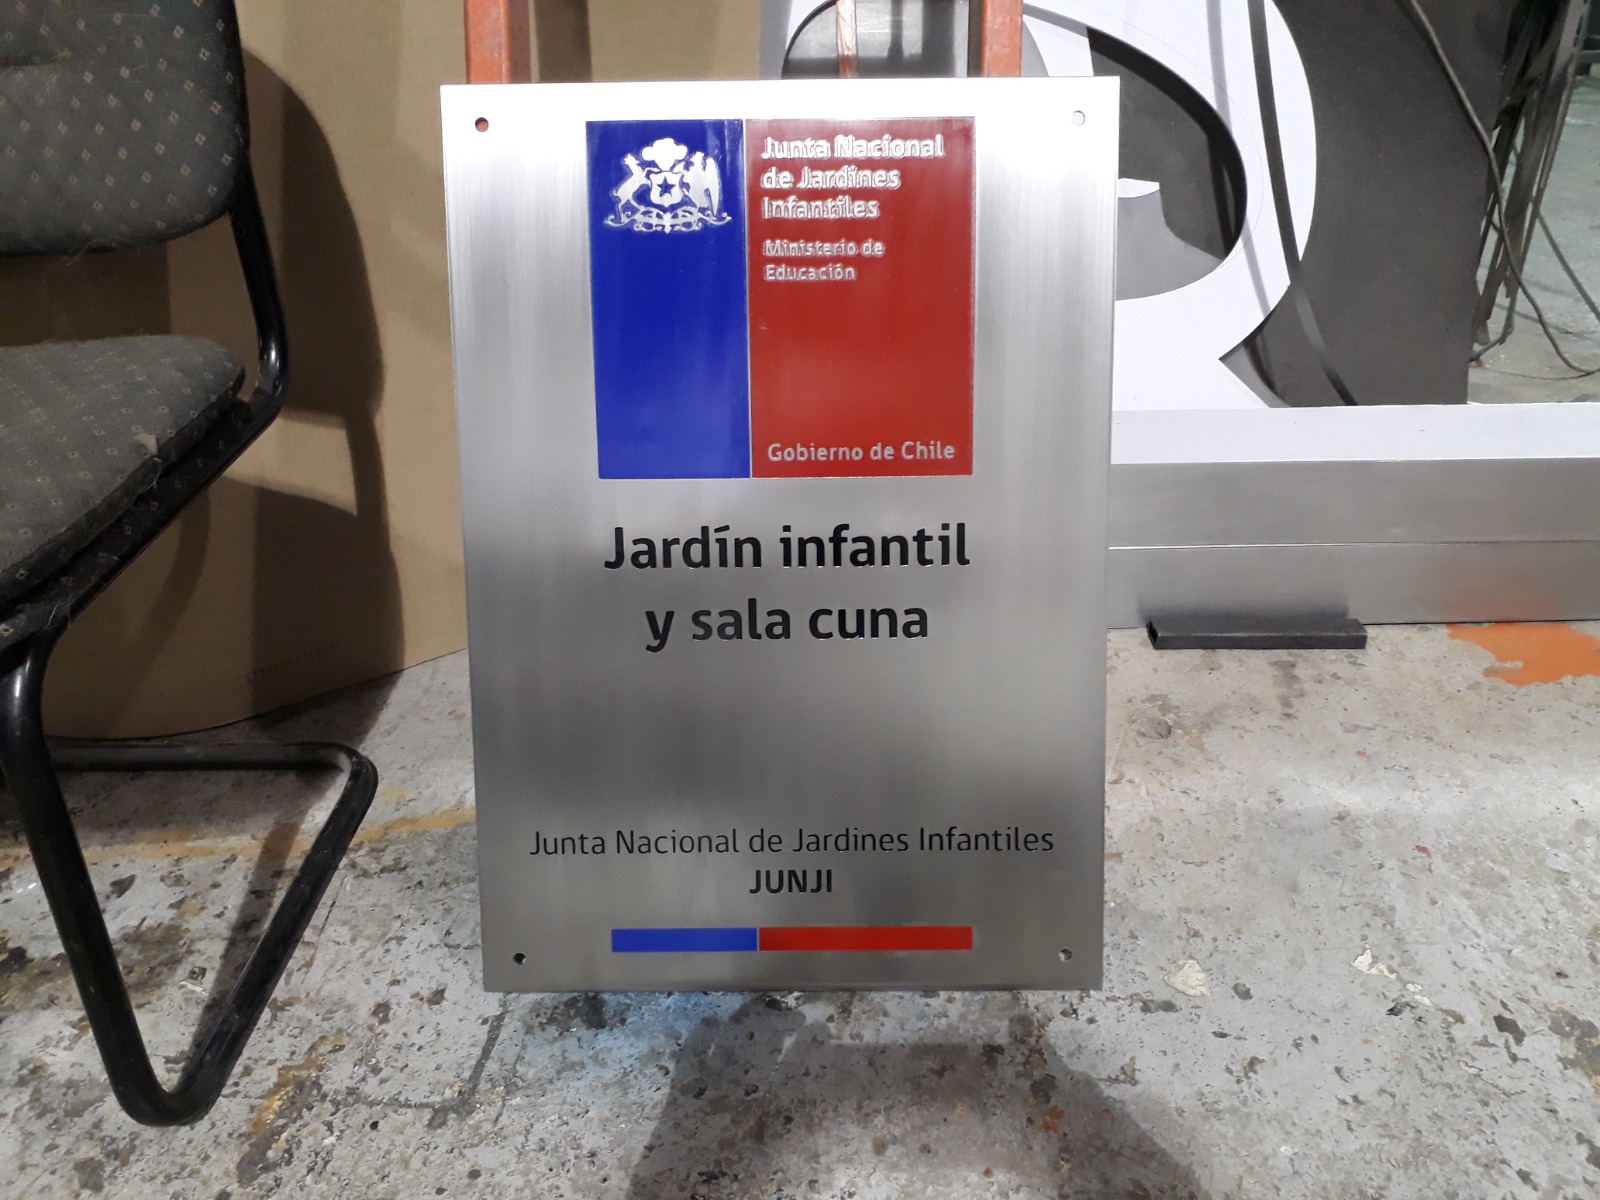 Junta Nacional
de Jardines
Infantiles
Ministerio de
Educación
Gobierno de Chile
Jardín infantil
y sala cuna
Junta Nacional de Jardines Infantiles
JUNJI